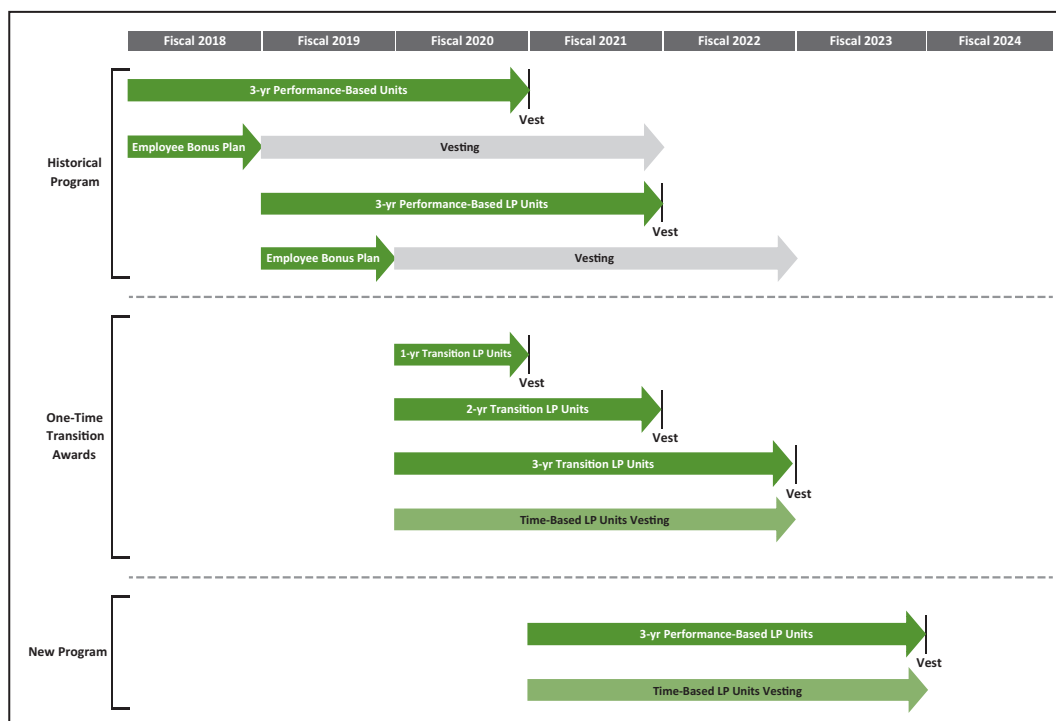 Fiscal 2018 Fiscal 2019 Fiscal 2020 Fiscal 2021 Fiscal 2022 Fiscal 2023 Fiscal 2024
Historical
Program
3-yr Performance-Based Units
Vest
Employee Bonus Plan Vesting
3-yr Performance-Based LP Units
Vest
Employee Bonus Plan Vesting
One-Time
Transition
Awards
1-yr Transition LP Units
Vest
2-yr Transition LP Units
Vest
3-yr Transition LP Units
Vest
Time-Based LP Units Vesting
New Program
3-yr Performance-Based LP Units
Vest
Time-Based LP Units Vesting